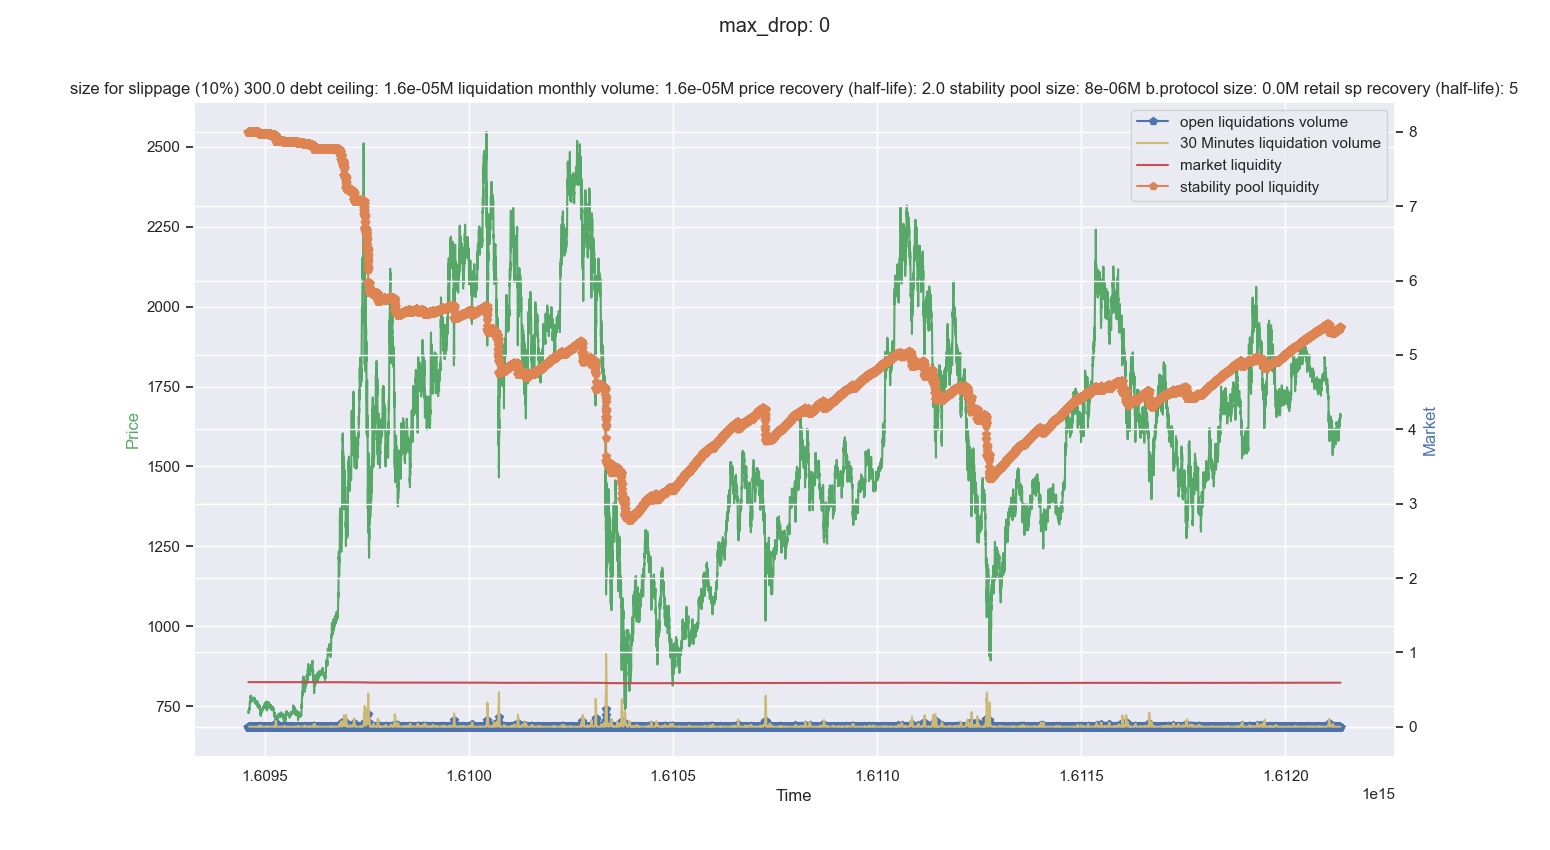 max_drop: 0
size for slippage (10%) 300.0 debt ceiling: 1.6e-05M liquidation monthly volume: 1.6e-05M price recovery (half-life): 2.0 stability pool size: 8e-06M b.protocol size: 0.0M retail sp recovery (half-life): 5
open liquidations volume
30 Minutes liquidation volume
market liquidity
stability pool liquidity
2500
2250
2000
1750
1500
1250
1000
750
Price
8
7
6
5
4
3
2
1
0
Market
1.6095
1.6100
1.6105
1.6110
1.6115
1.6120
1e15
Time